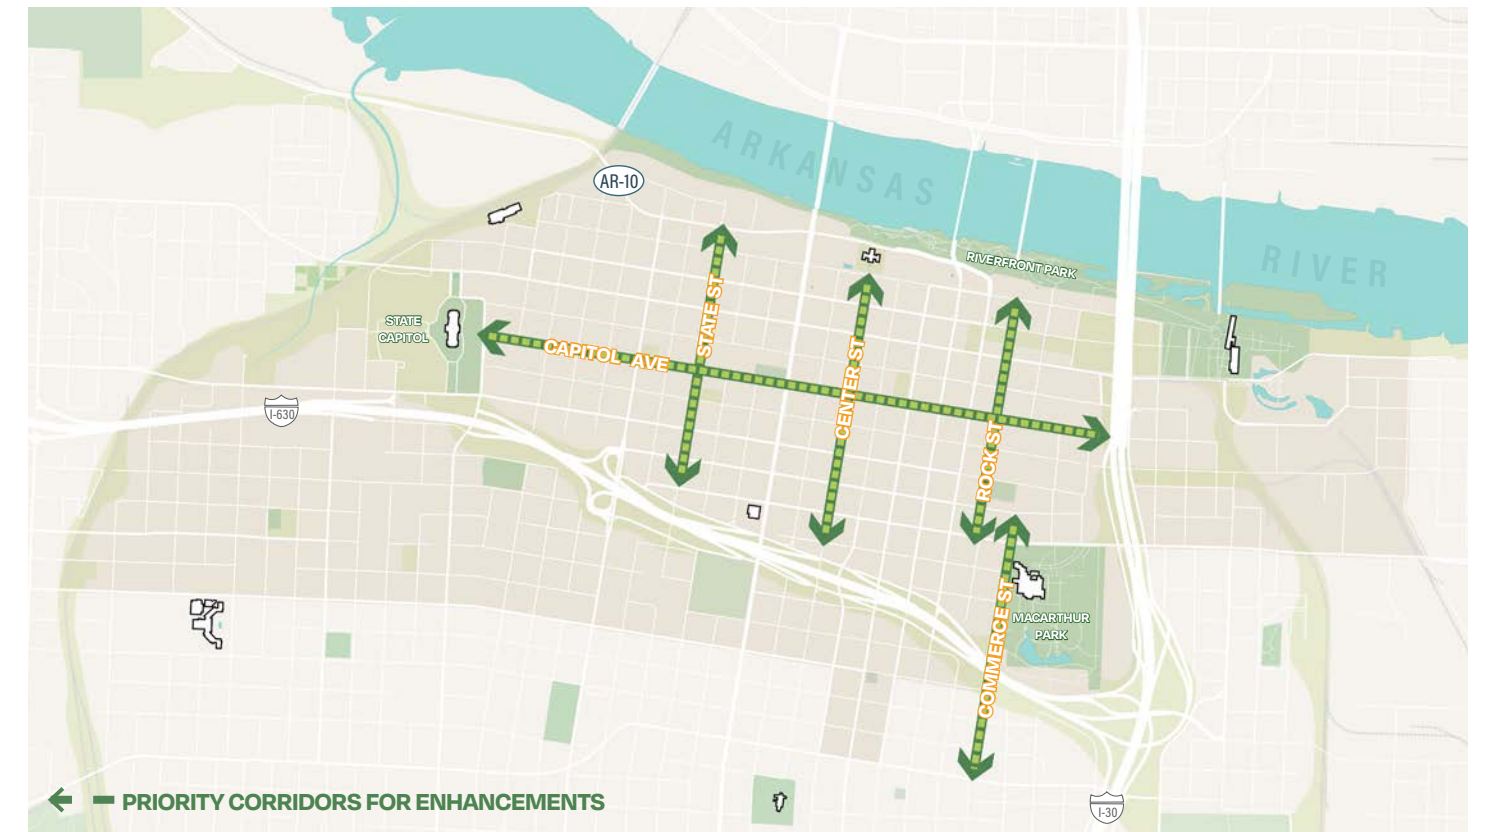 ARKANSAS
RIVER
AR-10
RIVERFRONT PARK
STATE ST
STATE
CAPITOL
CAPITOL AVE
CENTER ST
I-630
ROCK ST
COMMERCE ST
MACARTHUR
PARK
PRIORITY CORRIDORS FOR ENHANCEMENTS
I-30